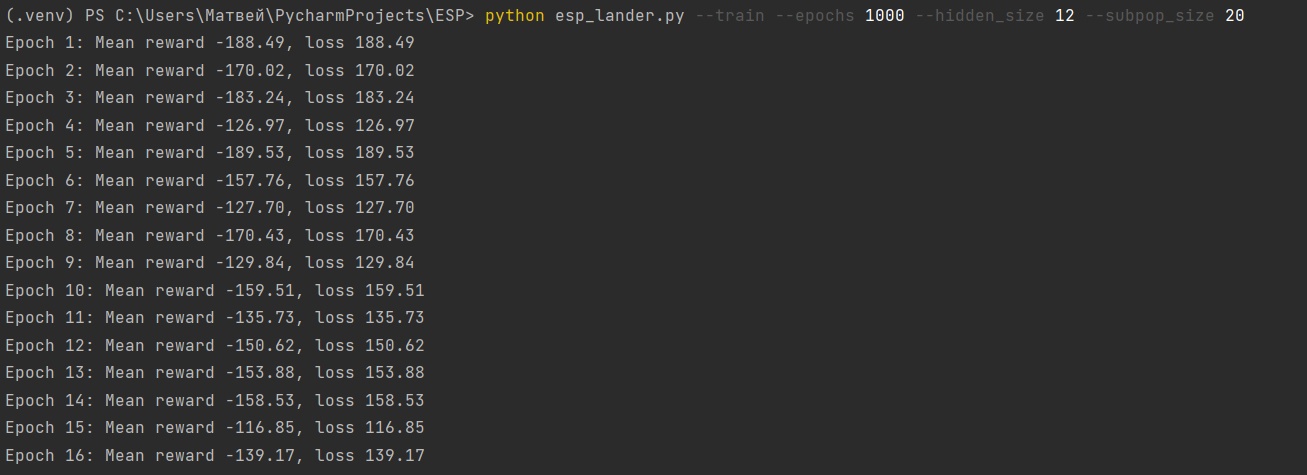 (.venv) PS C:\Users\Матвей\PycharmProjects\ESP> python esp_lander.py --train --epochs 1000 --hidden_size 12 --subpop_size 20
Epoch 1: Mean reward -188.49, loss 188.49
Epoch 2: Mean reward -170.02, loss 170.02
Epoch 3: Mean reward -183.24, loss 183.24
Epoch 4: Mean reward -126.97, loss 126.97
Epoch 5: Mean reward -189.53, loss 189.53
Epoch 6: Mean reward -157.76, loss 157.76
Epoch 7: Mean reward -127.70, loss 127.70
Epoch 8: Mean reward -170.43, loss 170.43
Epoch 9: Mean reward -129.84, loss 129.84
Epoch 10: Mean reward -159.51, loss 159.51
Epoch 11: Mean reward -135.73, loss 135.73
Epoch 12: Mean reward -150.62, loss 150.62
Epoch 13: Mean reward -153.88, loss 153.88
Epoch 14: Mean reward -158.53, loss 158.53
Epoch 15: Mean reward -116.85, loss 116.85
Epoch 16: Mean reward -139.17, loss 139.17